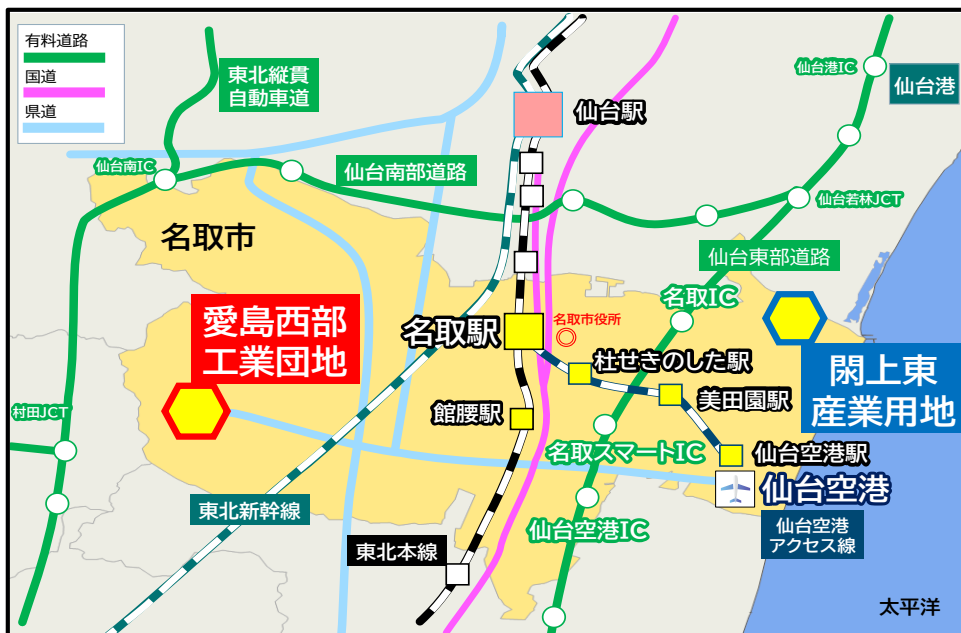 有料道路
国道
県道
東北縦貫
自動車道
仙台駅
仙台港IC
仙台港
仙台南IC
仙台南部道路
仙台若林JCT
名取市
仙台東部道路
名取IC
愛島西部
工業団地
名取駅
名取市役所
杜せきのした駅
閖上東
産業用地
美田園駅
村田JCT
館腰駅
名取スマートIC
仙台空港駅
仙台空港
東北新幹線
仙台空港IC
仙台空港
アクセス線
東北本線
太平洋